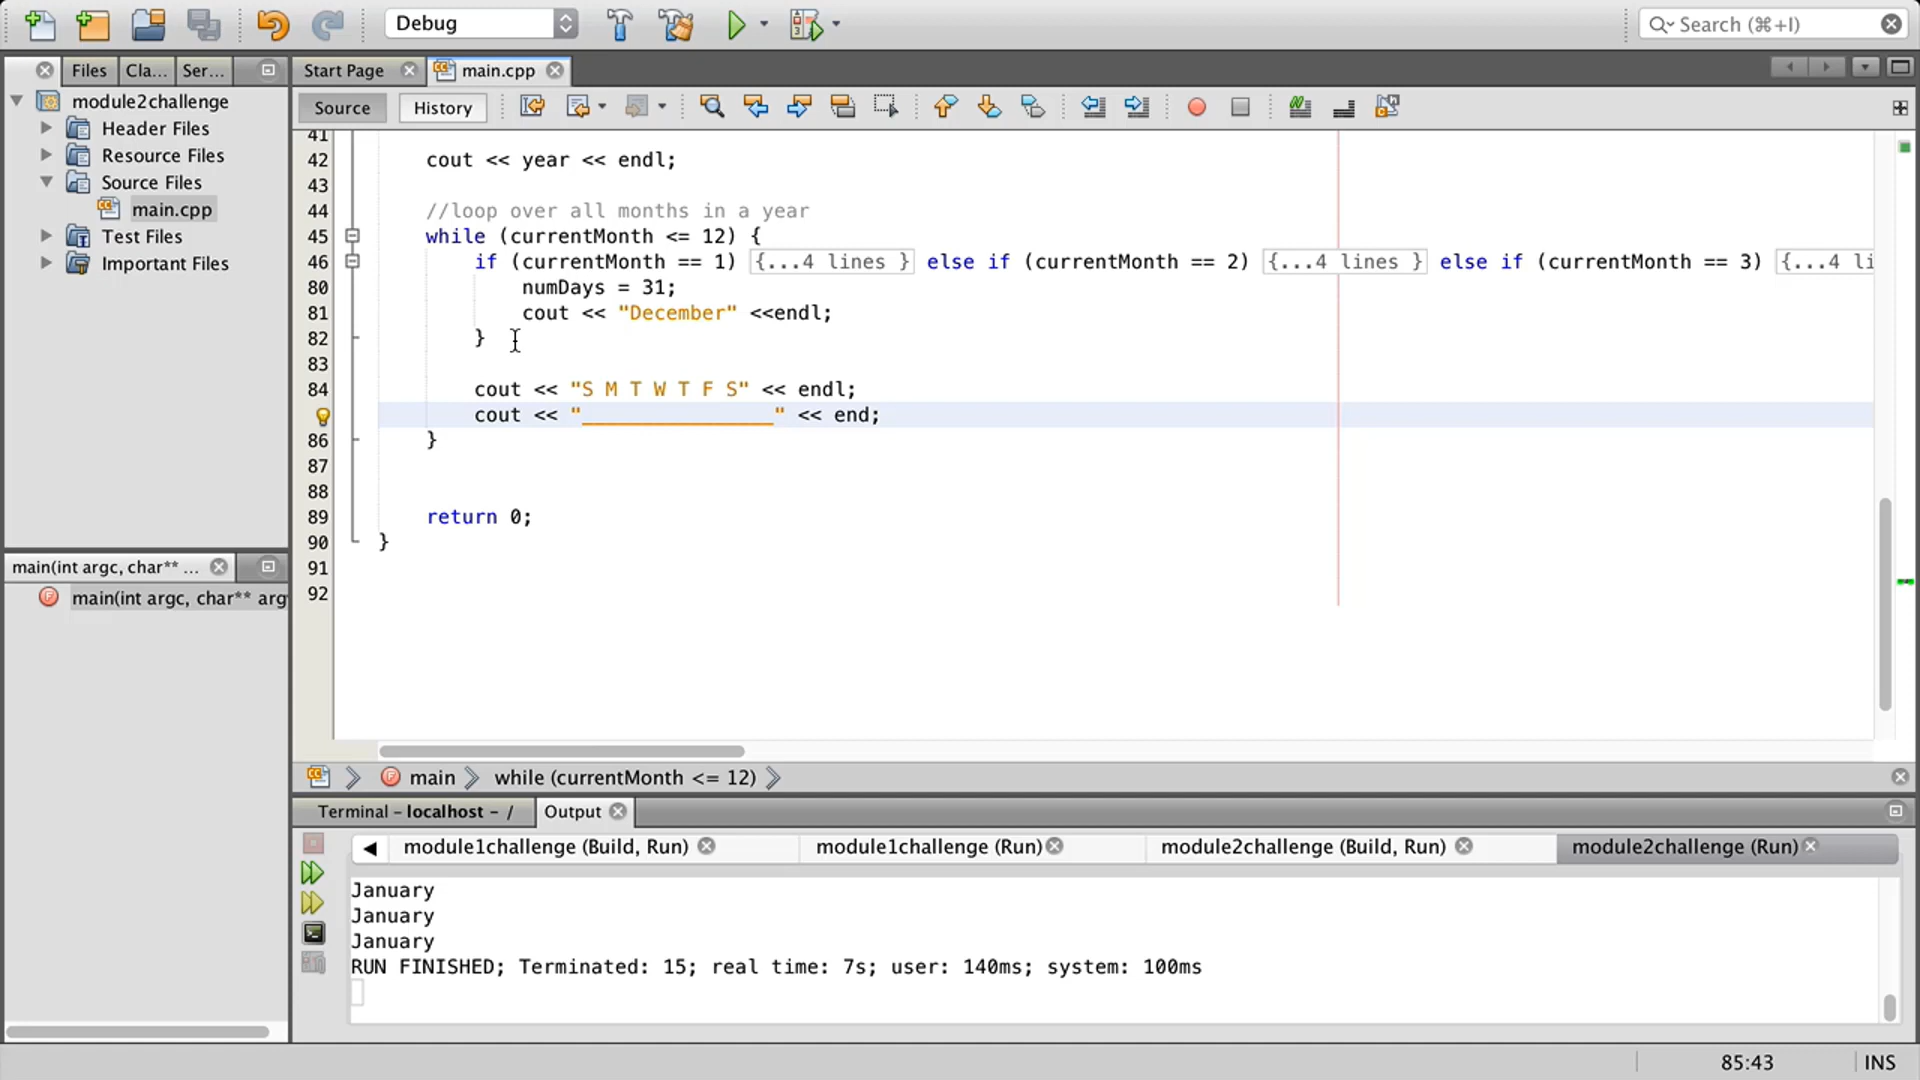 Debug
Search (⌘+I)
Files
Cla...
Ser...
Start Page
main.cpp
module2challenge
Header Files
Resource Files
Source Files
main.cpp
Test Files
Important Files
Source
History
41
42 cout << year << endl;
43
44 //loop over all months in a year
45 while (currentMonth <= 12) {
46 if (currentMonth == 1) {...4 lines } else if (currentMonth == 2) {...4 lines } else if (currentMonth == 3) {...4 li
80 numDays = 31;
81 cout << "December" <<endl;
82 }
83
84 cout << "S M T W T F S" << endl;
cout << "________________" << end;
86 }
87
88
89 return 0;
90 }
91
92
main(int argc, char** ...
main(int argc, char** arg
main
while (currentMonth <= 12)
Terminal – localhost – /
Output
module1challenge (Build, Run)
module1challenge (Run)
module2challenge (Build, Run)
module2challenge (Run)
January
January
January
RUN FINISHED; Terminated: 15; real time: 7s; user: 140ms; system: 100ms
85:43
INS